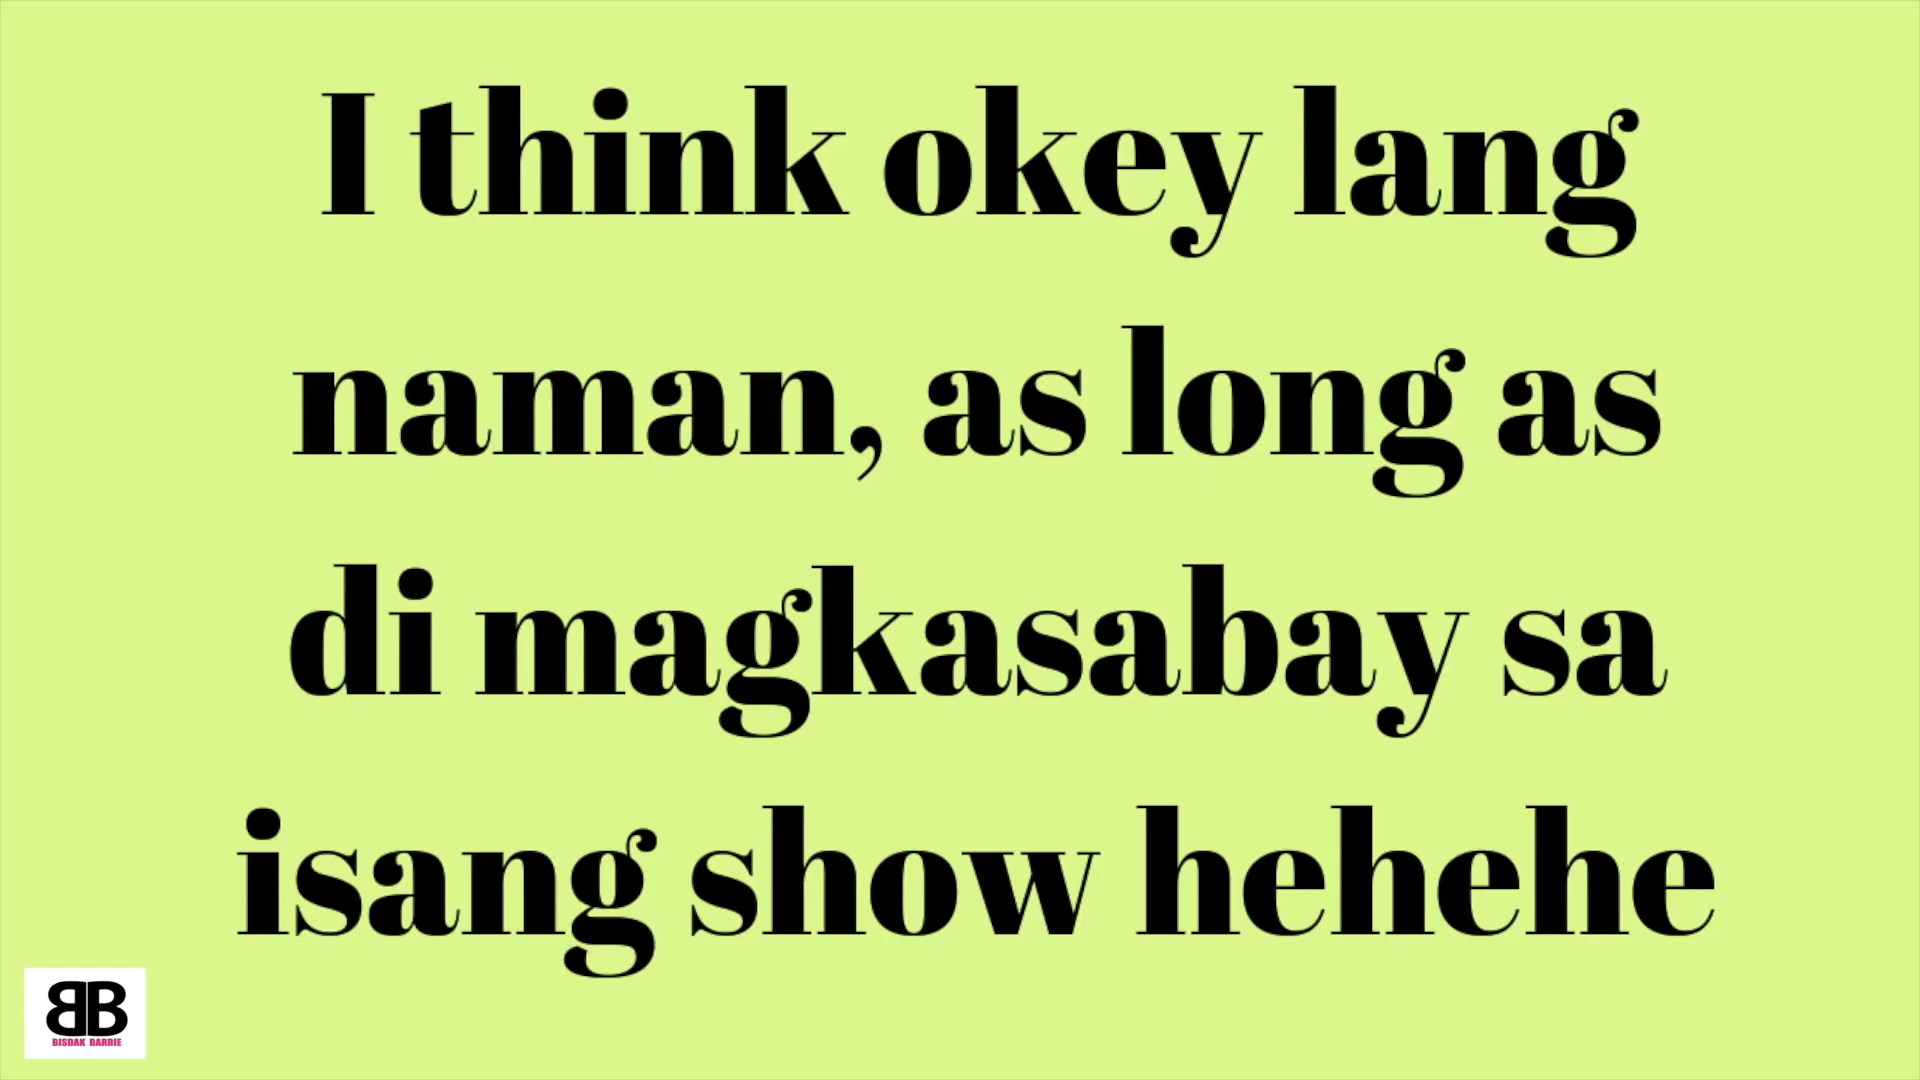 I think okey lang
naman, as long as
di magkasabay sa
isang show hehehe
BB
BISDAK BARBIE